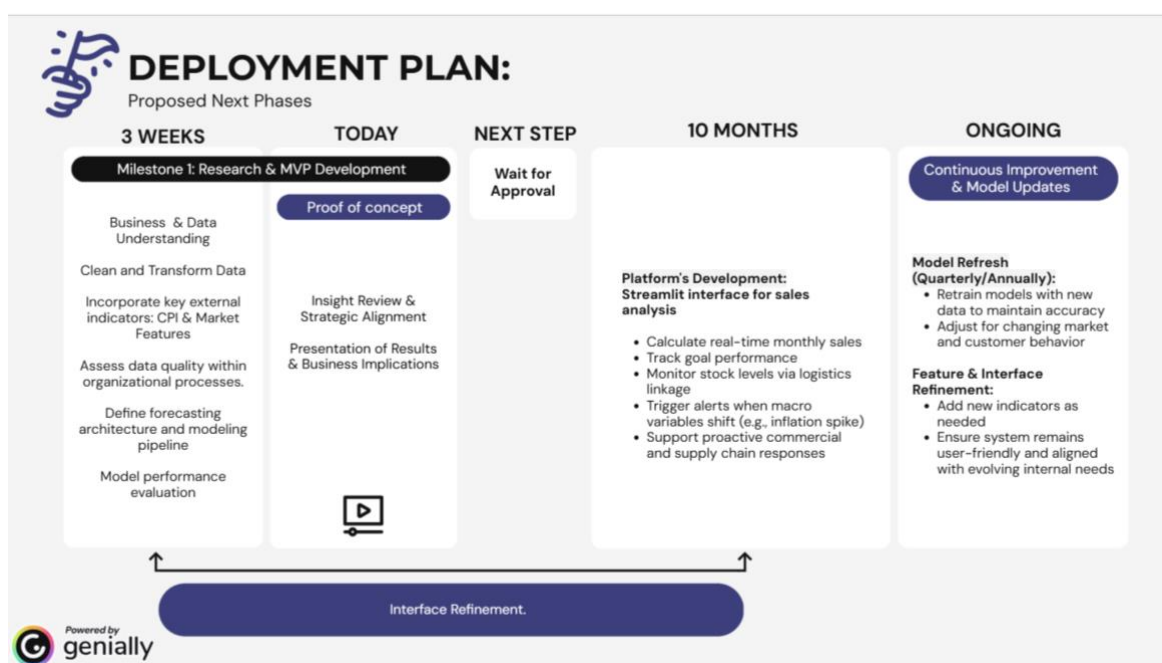 DEPLOYMENT PLAN:
Proposed Next Phases
3 WEEKS
TODAY
NEXT STEP
10 MONTHS
ONGOING
Milestone 1: Research & MVP Development
Business & Data
Understanding
Clean and Transform Data
Incorporate key external
indicators: CPI & Market
Features
Assess data quality within
organizational processes.
Define forecasting
architecture and modeling
pipeline
Model performance
evaluation
Proof of concept
Insight Review &
Strategic Alignment
Presentation of Results
& Business Implications
Wait for
Approval
Platform's Development:
Streamlit interface for sales
analysis
• Calculate real-time monthly sales
• Track goal performance
• Monitor stock levels via logistics
linkage
• Trigger alerts when macro
variables shift (e.g., inflation spike)
• Support proactive commercial
and supply chain responses
Continuous Improvement
& Model Updates
Model Refresh
(Quarterly/Annually):
• Retrain models with new
data to maintain accuracy
• Adjust for changing market
and customer behavior
Feature & Interface
Refinement:
• Add new indicators as
needed
• Ensure system remains
user-friendly and aligned
with evolving internal needs
Interface Refinement.
Powered by
genially